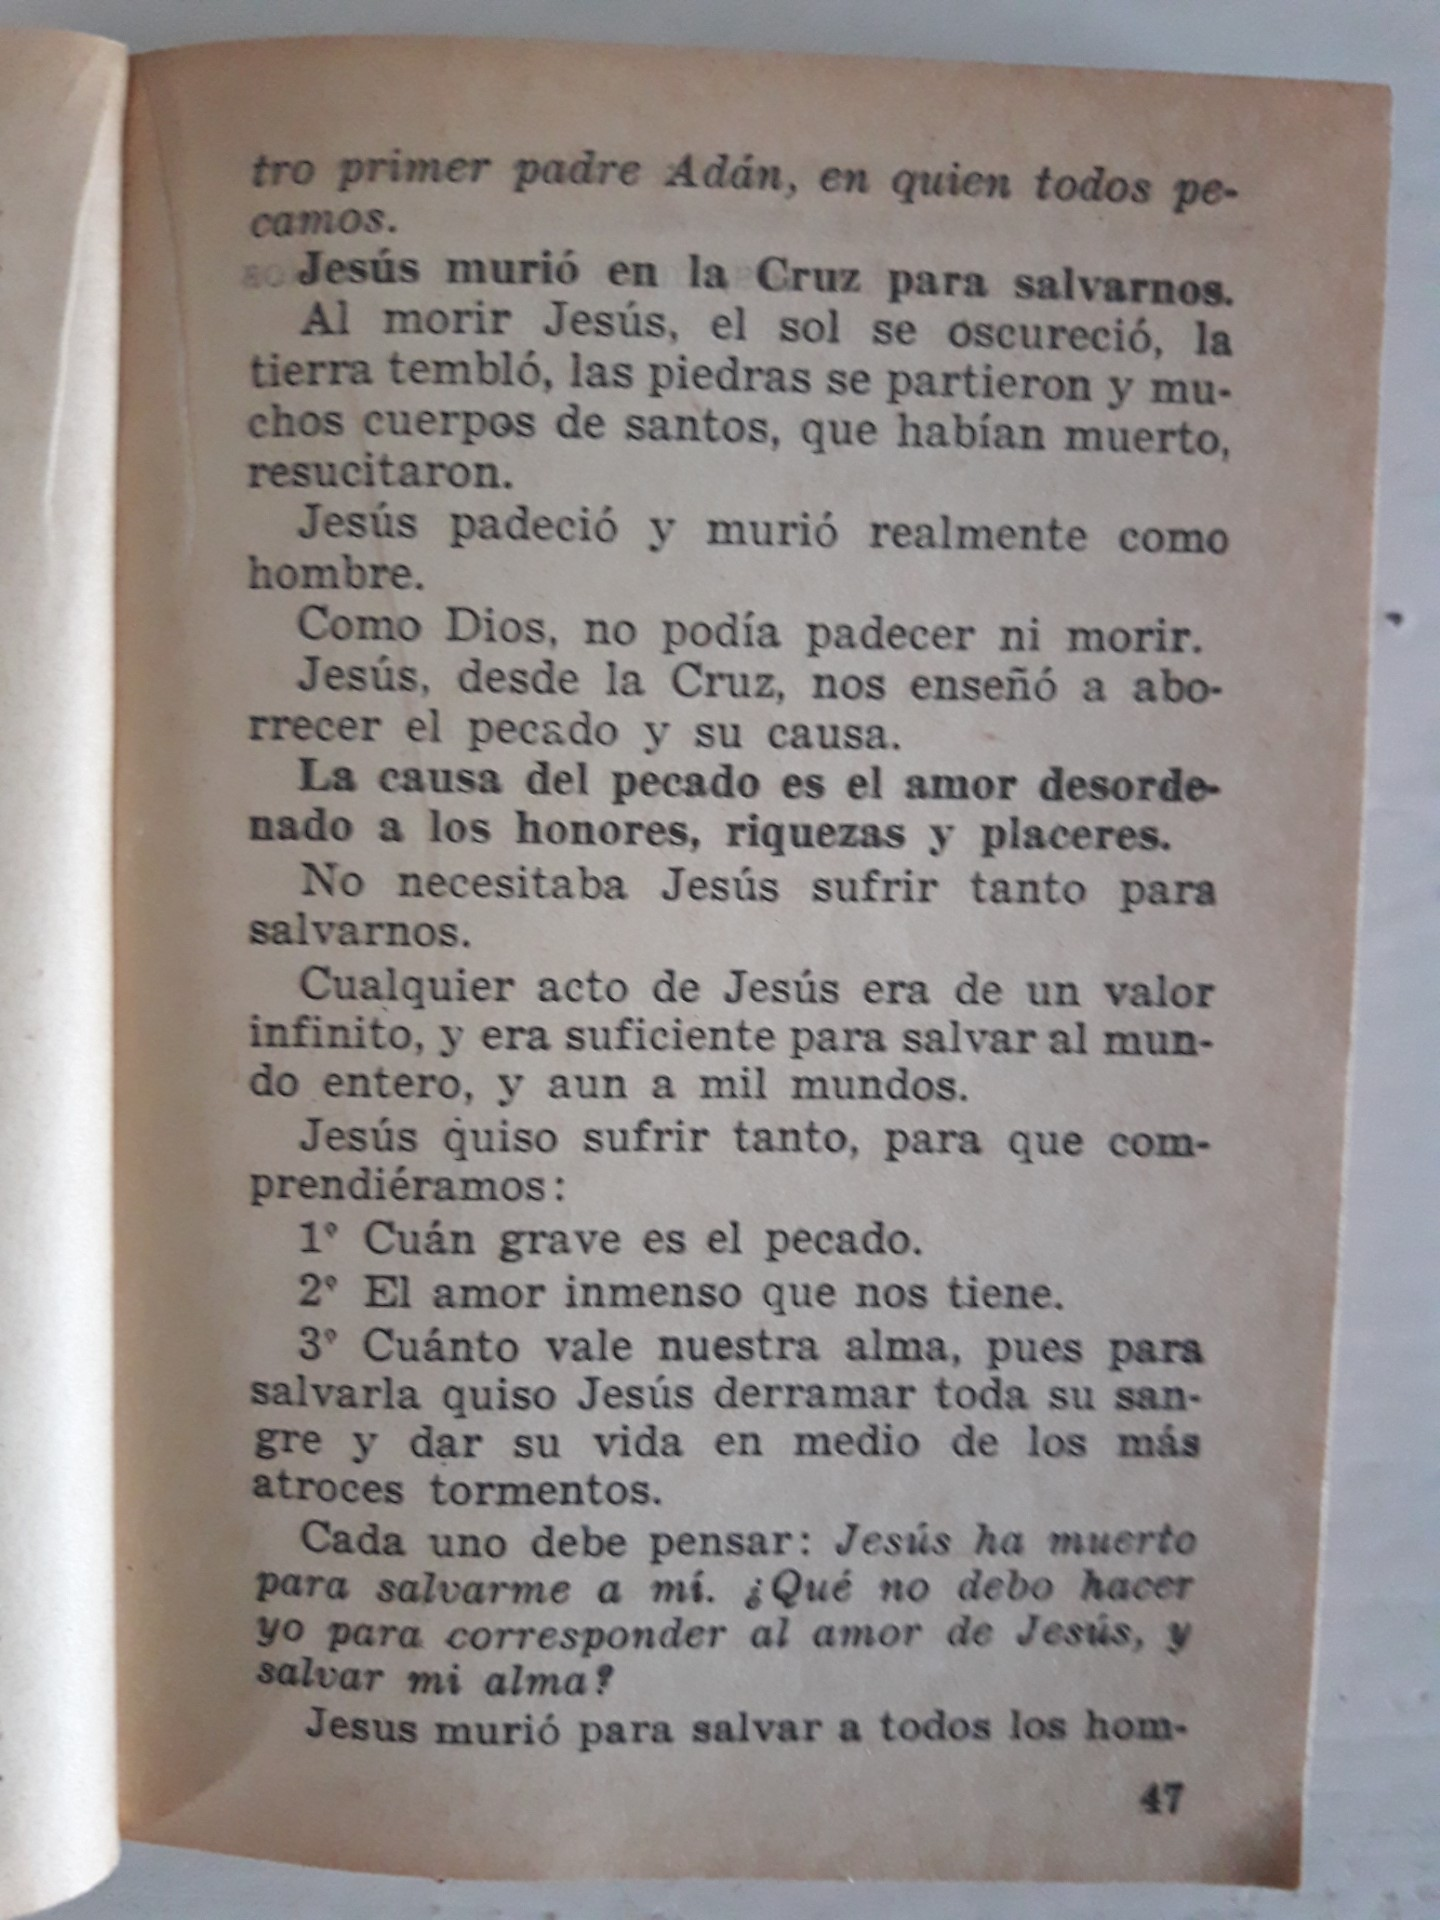 tro primer padre Adán, en quien todos pe-
camos.
Jesús murió en la Cruz para salvarnos.
Al morir Jesús, el sol se oscureció, la
tierra tembló, las piedras se partieron y mu-
chos cuerpos de santos, que habían muerto,
resucitaron.
Jesús padeció y murió realmente como
hombre.
Como Dios, no podía padecer ni morir.
Jesús, desde la Cruz, nos enseñó a abo-
rrecer el pecado y su causa.
La causa del pecado es el amor desorde-
nado a los honores, riquezas y placeres.
No necesitaba Jesús sufrir tanto para
salvarnos.
Cualquier acto de Jesús era de un valor
infinito, y era suficiente para salvar al mun-
do entero, y aun a mil mundos.
Jesús quiso sufrir tanto, para que com-
prendiéramos:
1º Cuán grave es el pecado.
2º El amor inmenso que nos tiene.
3º Cuánto vale nuestra alma, pues para
salvarla quiso Jesús derramar toda su san-
gre y dar su vida en medio de los más
atroces tormentos.
Cada uno debe pensar: Jesús ha muerto
para salvarme a mí. ¿Qué no debo hacer
yo para corresponder al amor de Jesús, y
salvar mi alma?
Jesus murió para salvar a todos los hom-
47